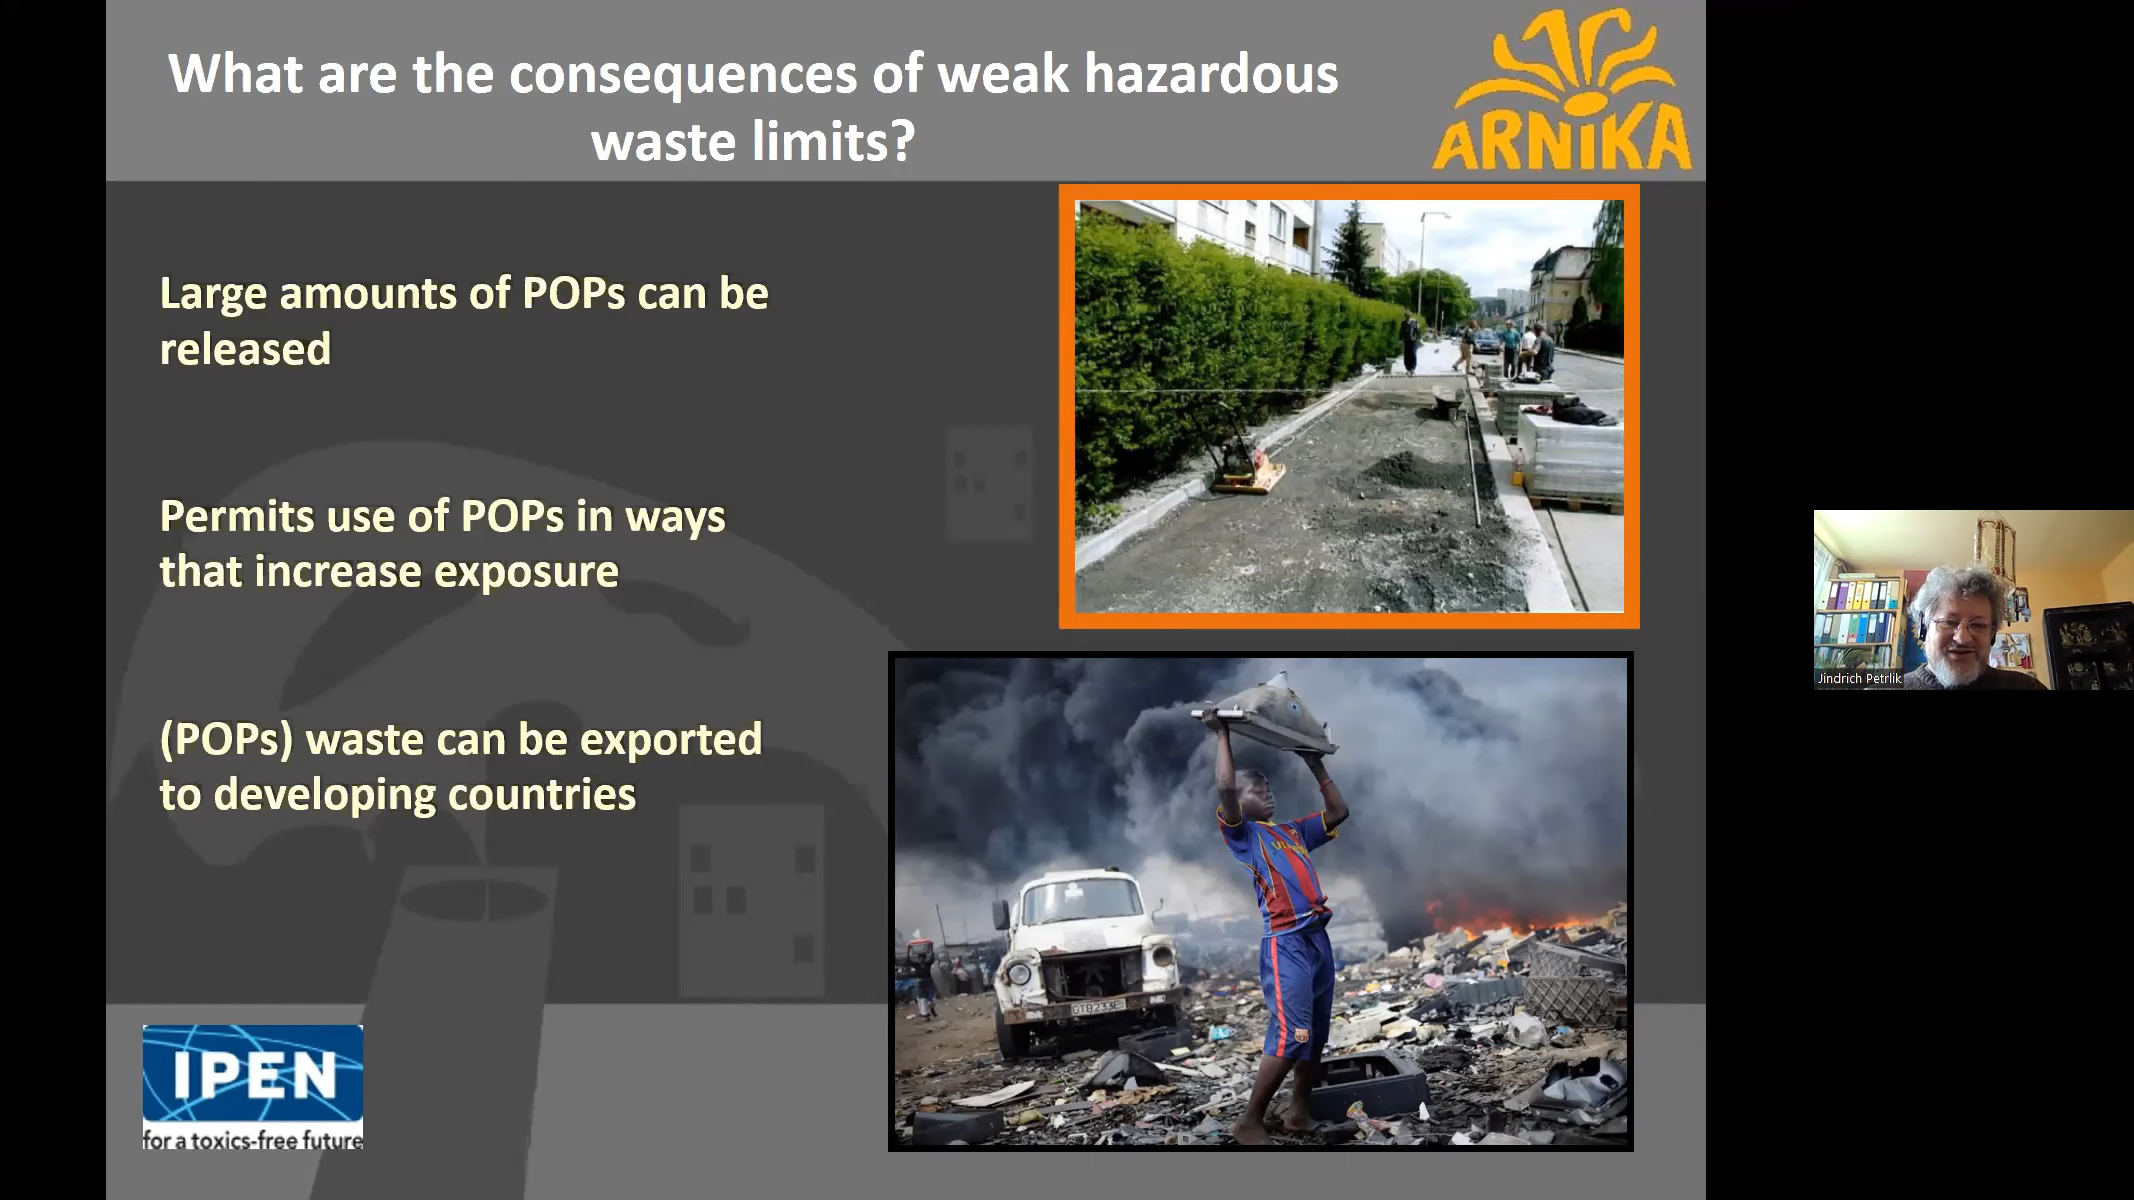 What are the consequences of weak hazardous
waste limits?
ARNIKA
Large amounts of POPs can be
released
Permits use of POPs in ways
that increase exposure
(POPs) waste can be exported
to developing countries
IPEN
for a toxics-free future
Jindrich Petrlik